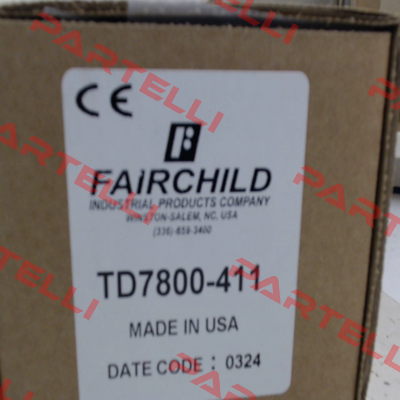 CE
FAIRCHILD
INDUSTRIAL PRODUCTS COMPANY
WINSTON-SALEM, NC, USA
(336)-659-3400
TD7800-411
MADE IN USA
DATE CODE : 0324
PARTELLI
PARTELLI
PARTELLI
PARTELLI
PARTELLI